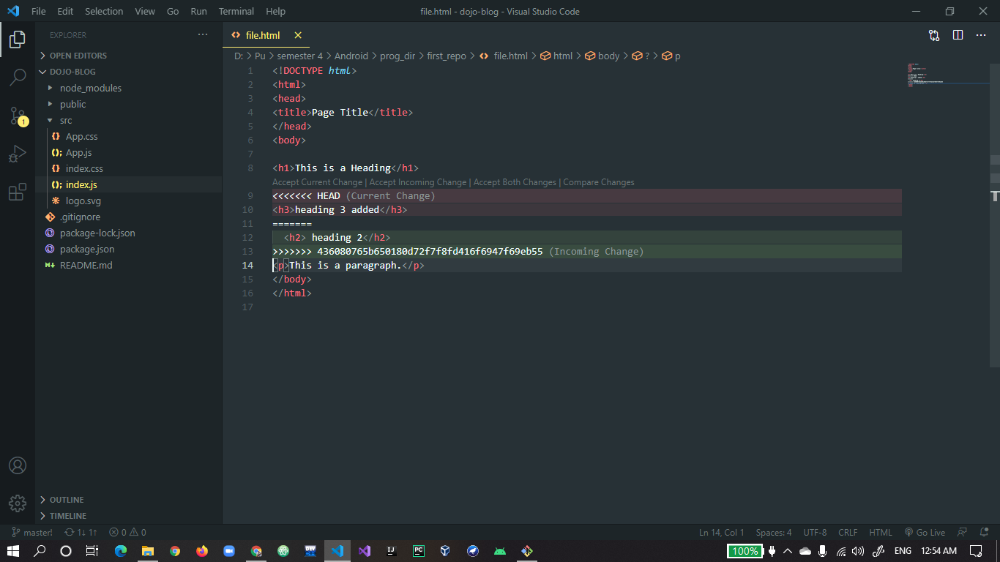 File Edit Selection View Go Run Terminal Help
file.html - dojo-blog - Visual Studio Code
EXPLORER
OPEN EDITORS
DOJO-BLOG
node_modules
public
src
App.css
App.js
index.css
index.js
logo.svg
.gitignore
package-lock.json
package.json
README.md
OUTLINE
TIMELINE
1
file.html
D: > Pu > semester 4 > Android > prog_dir > first_repo > file.html > html > body > ? > p
1 <!DOCTYPE html>
2 <html>
3 <head>
4 <title>Page Title</title>
5 </head>
6 <body>
7
8 <h1>This is a Heading</h1>
Accept Current Change | Accept Incoming Change | Accept Both Changes | Compare Changes
9 <<<<<<< HEAD (Current Change)
10 <h3>heading 3 added</h3>
11 =======
12   <h2> heading 2</h2>
13 >>>>>>> 436080765b650180d72f7f8fd416f6947f69eb55 (Incoming Change)
14 <p>This is a paragraph.</p>
15 </body>
16 </html>
17
master! 1↓ 1↑ 0 0
Ln 14, Col 1 Spaces: 4 UTF-8 CRLF HTML Go Live
100% ENG 12:54 AM